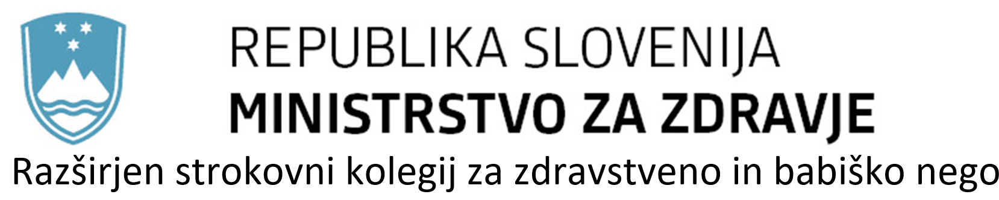 REPUBLIKA SLOVENIJA
MINISTRSTVO ZA ZDRAVJE
Razširjen strokovni kolegij za zdravstveno in babiško nego